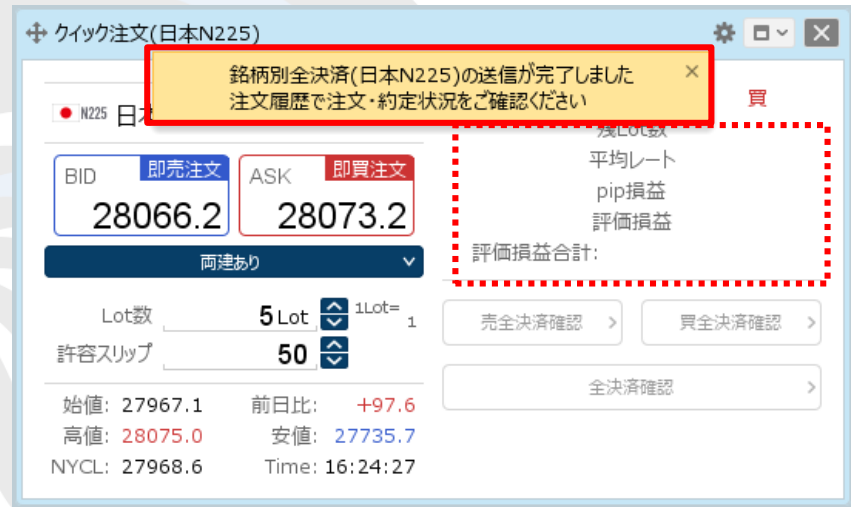 クイック注文(日本N225)
銘柄別全決済(日本N225)の送信が完了しました
注文履歴で注文・約定状況をご確認ください
N225 日
買
残Lot数
BID 即売注文 28066.2
ASK 即買注文 28073.2
両建あり
Lot数 5 Lot 1Lot= 1
許容スリップ 50
始値: 27967.1 前日比: +97.6
高値: 28075.0 安値: 27735.7
NYCL: 27968.6 Time: 16:24:27
平均レート
pip損益
評価損益
評価損益合計:
売全決済確認
買全決済確認
全決済確認